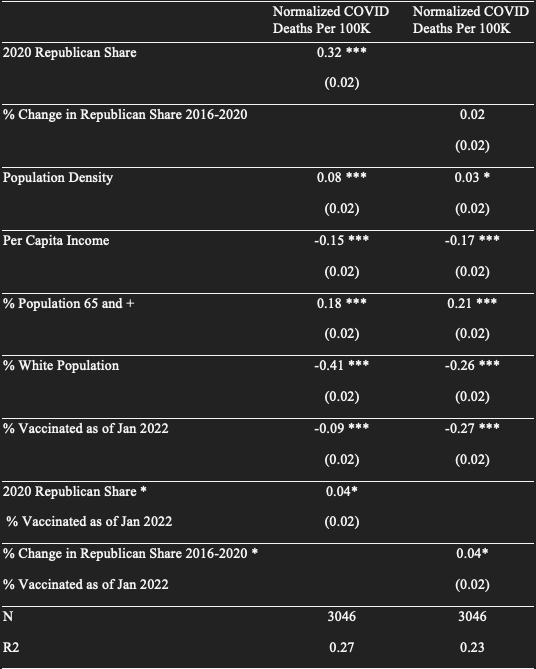 Normalized COVID Normalized COVID
Deaths Per 100K Deaths Per 100K
2020 Republican Share 0.32 ***
(0.02)
% Change in Republican Share 2016-2020 0.02
(0.02)
Population Density 0.08 *** 0.03 *
(0.02) (0.02)
Per Capita Income -0.15 *** -0.17 ***
(0.02) (0.02)
% Population 65 and + 0.18 *** 0.21 ***
(0.02) (0.02)
% White Population -0.41 *** -0.26 ***
(0.02) (0.02)
% Vaccinated as of Jan 2022 -0.09 *** -0.27 ***
(0.02) (0.02)
2020 Republican Share * 0.04*
% Vaccinated as of Jan 2022 (0.02)
% Change in Republican Share 2016-2020 * 0.04*
% Vaccinated as of Jan 2022 (0.02)
N 3046 3046
R2 0.27 0.23